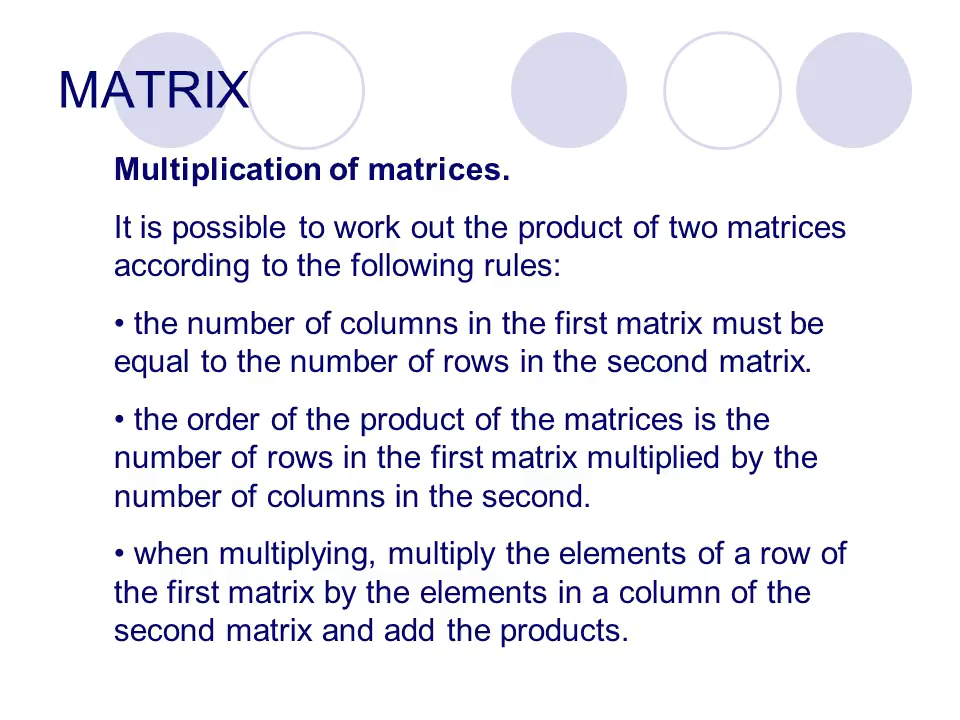 MATRIX
Multiplication of matrices.
It is possible to work out the product of two matrices
according to the following rules:
• the number of columns in the first matrix must be
equal to the number of rows in the second matrix.
• the order of the product of the matrices is the
number of rows in the first matrix multiplied by the
number of columns in the second.
• when multiplying, multiply the elements of a row of
the first matrix by the elements in a column of the
second matrix and add the products.